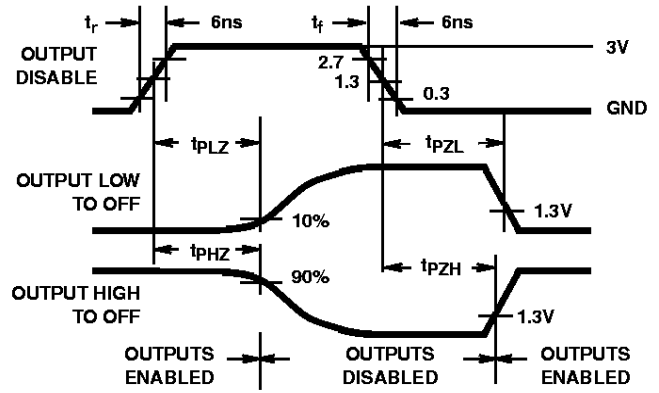 tr 6ns tf 6ns
OUTPUT
DISABLE
2.7
1.3
0.3
3V
GND
tPLZ tPZL
OUTPUT LOW
TO OFF
10%
1.3V
tPHZ tPZH
OUTPUT HIGH
TO OFF
90%
1.3V
OUTPUTS
ENABLED
OUTPUTS
DISABLED
OUTPUTS
ENABLED